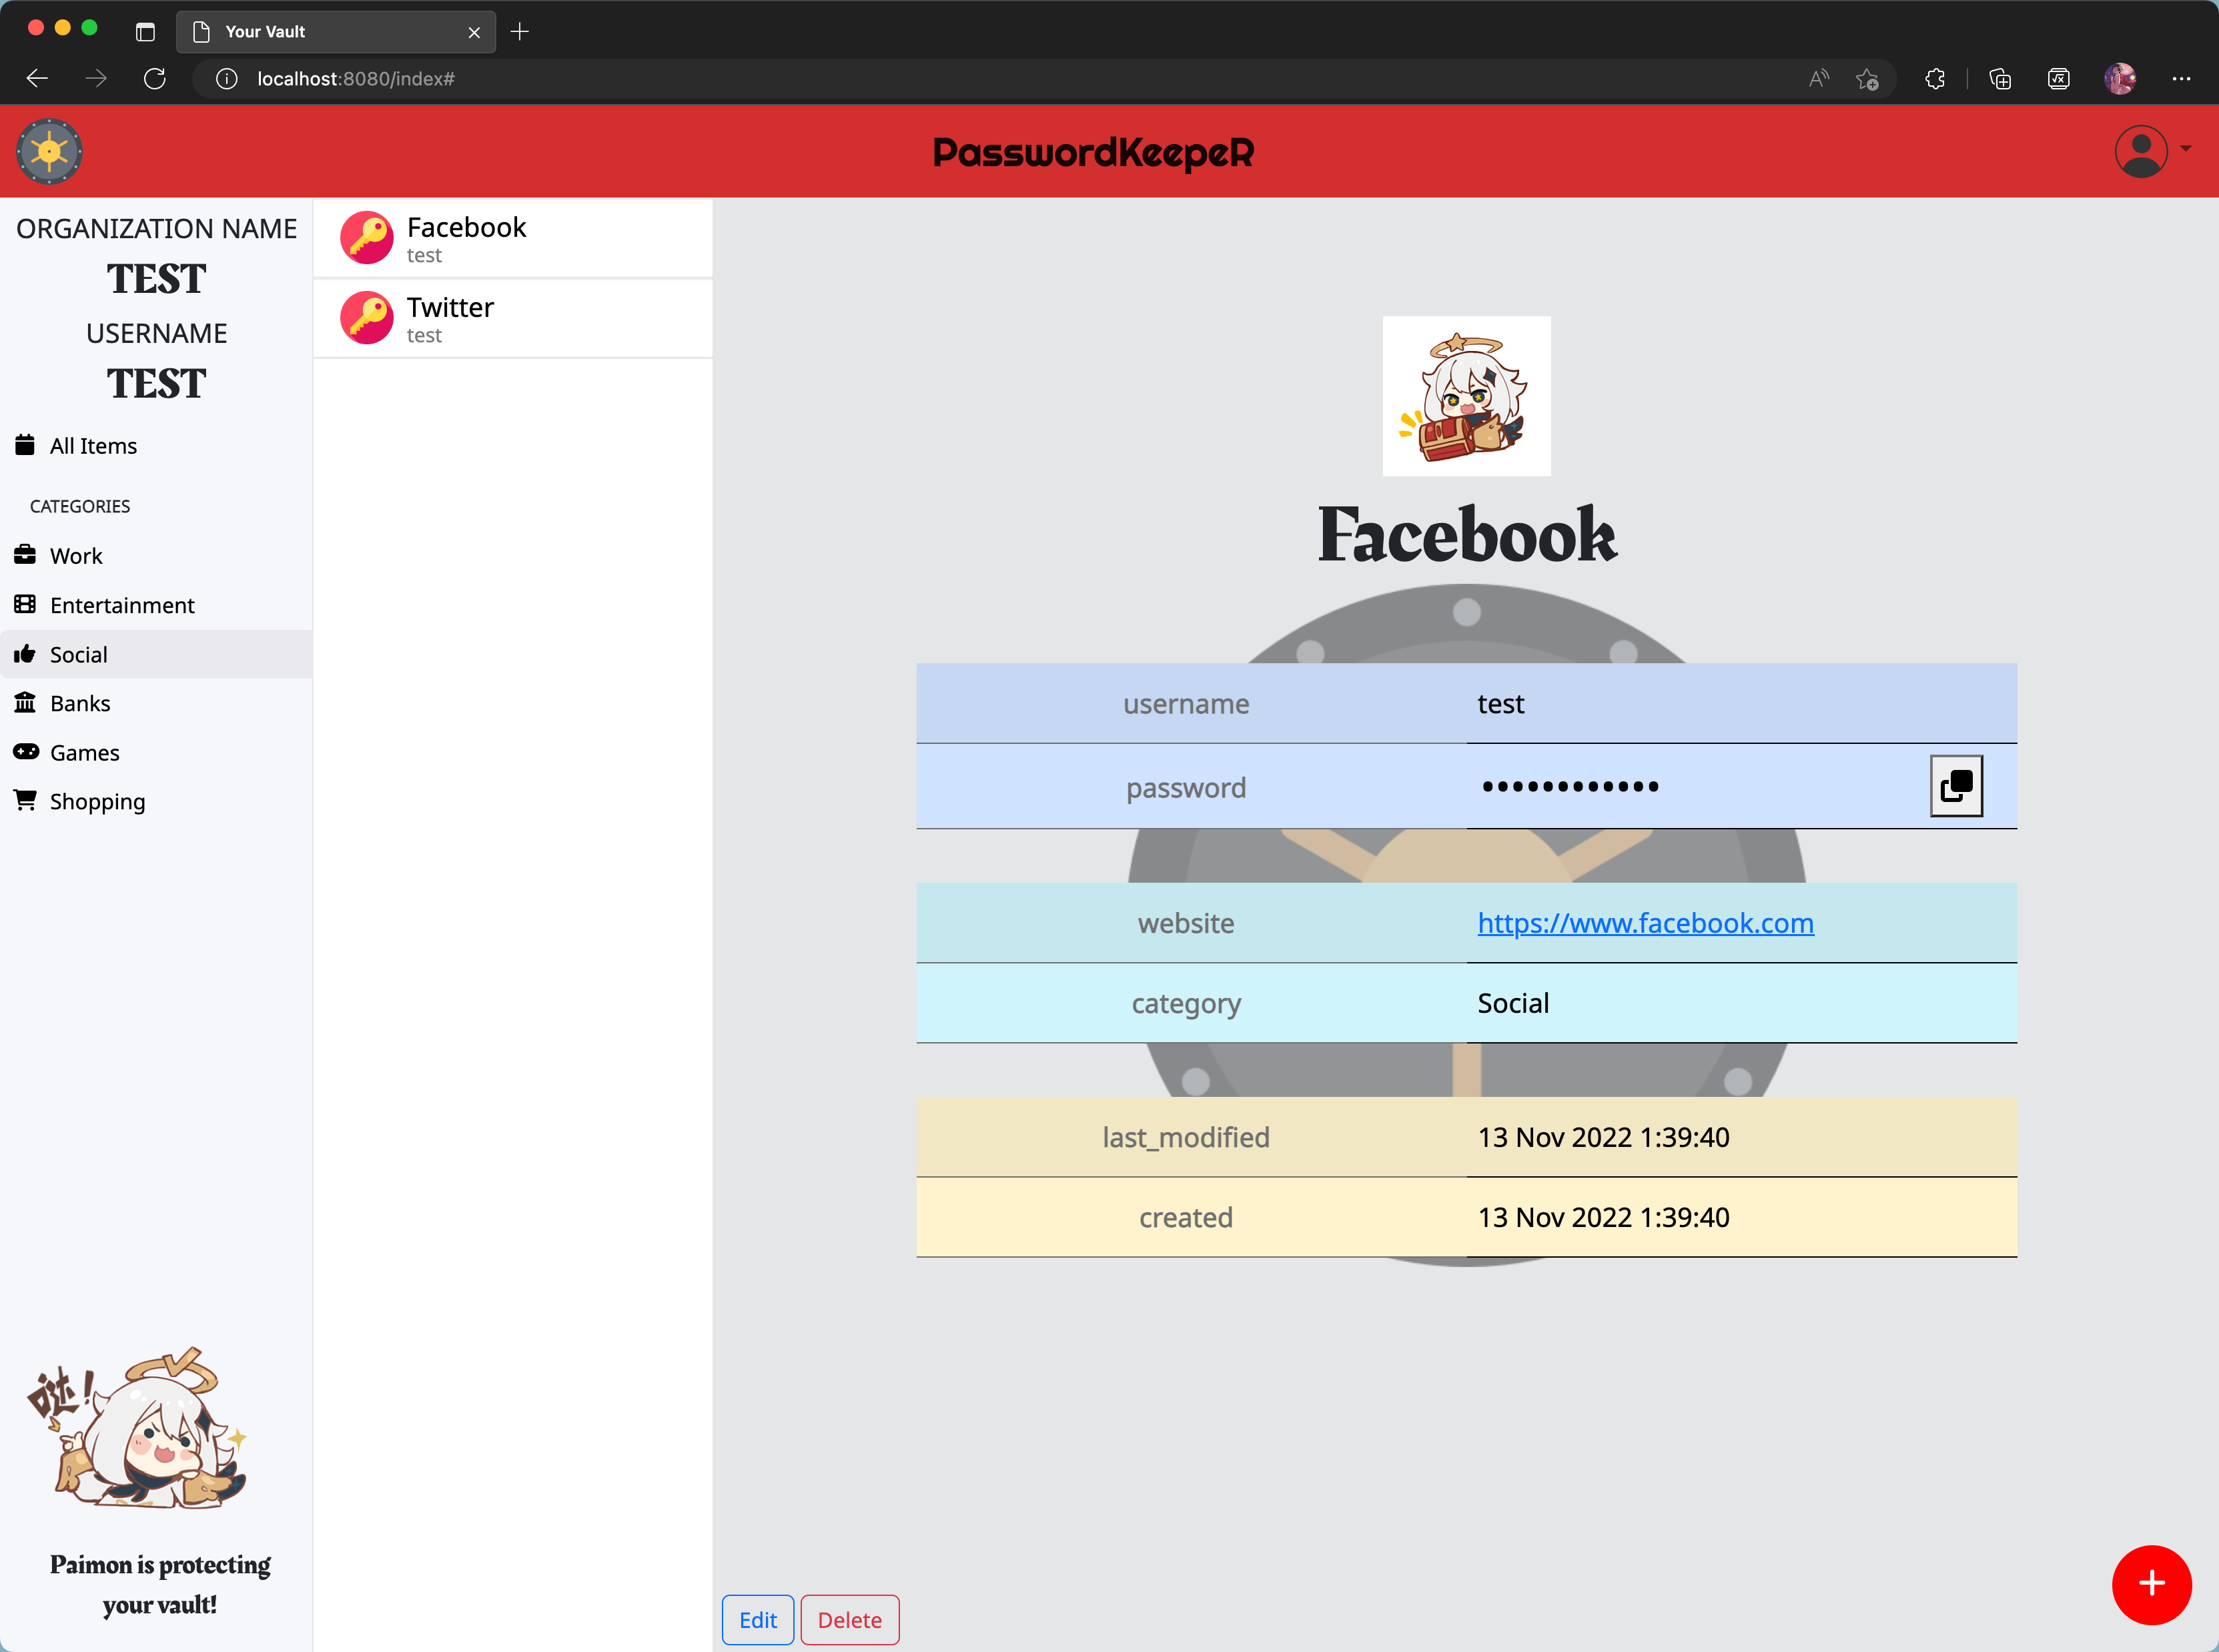 Your Vault
localhost:8080/index#
PasswordKeepeR
ORGANIZATION NAME
TEST
USERNAME
TEST
All Items
CATEGORIES
Work
Entertainment
Social
Banks
Games
Shopping
哒!
Paimon is protecting
your vault!
Facebook
test
Twitter
test
Facebook
username test
password ••••••••••••
website https://www.facebook.com
category Social
last_modified 13 Nov 2022 1:39:40
created 13 Nov 2022 1:39:40
Edit Delete